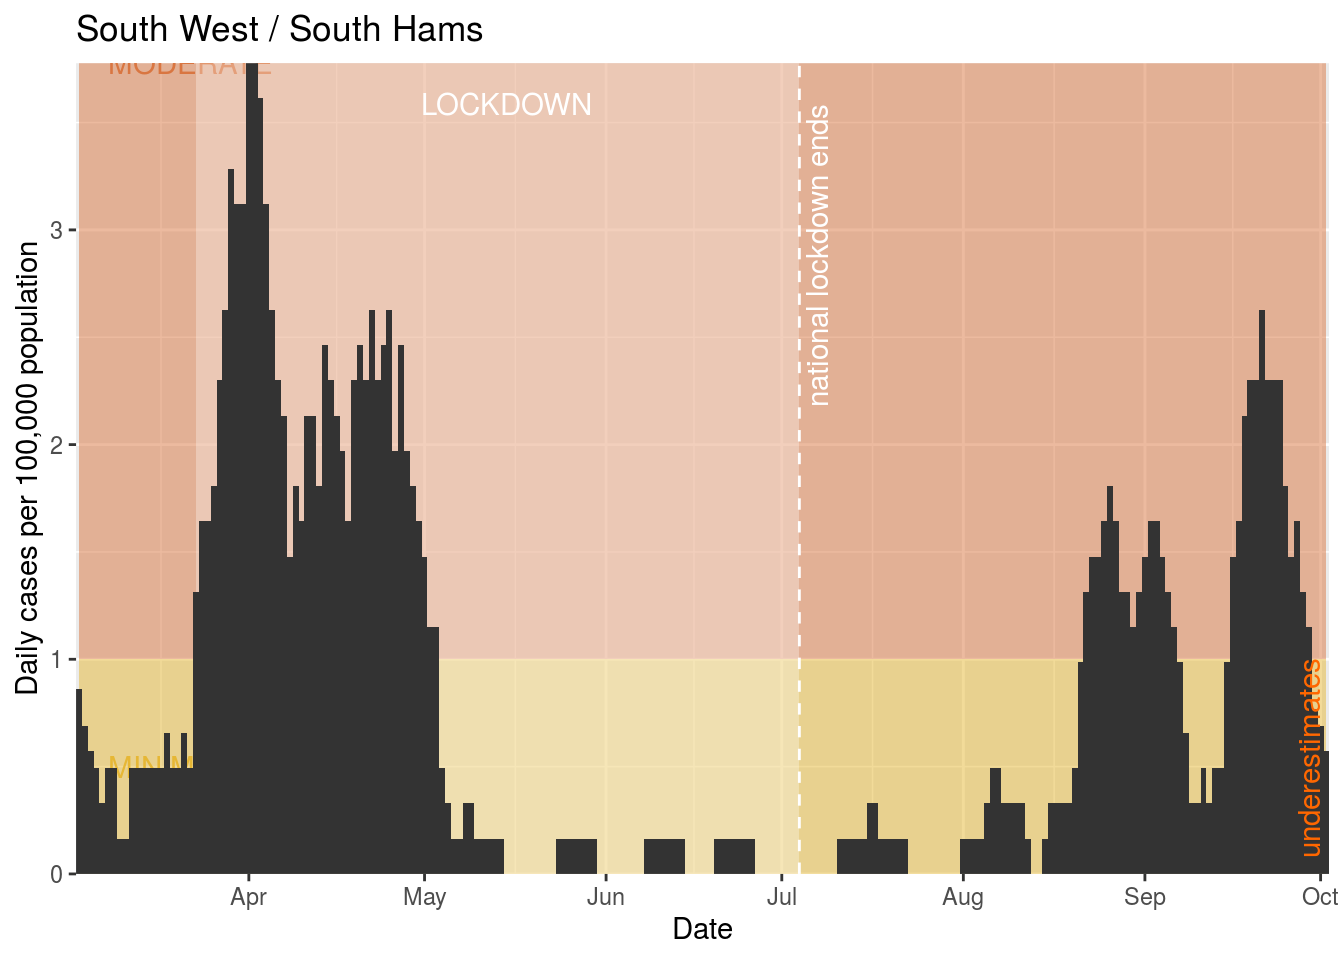 South West / South Hams
MODERATE
LOCKDOWN
national lockdown ends
underestimates
Daily cases per 100,000 population
3
2
1
0
Apr
May
Jun
Jul
Aug
Sep
Oct
Date